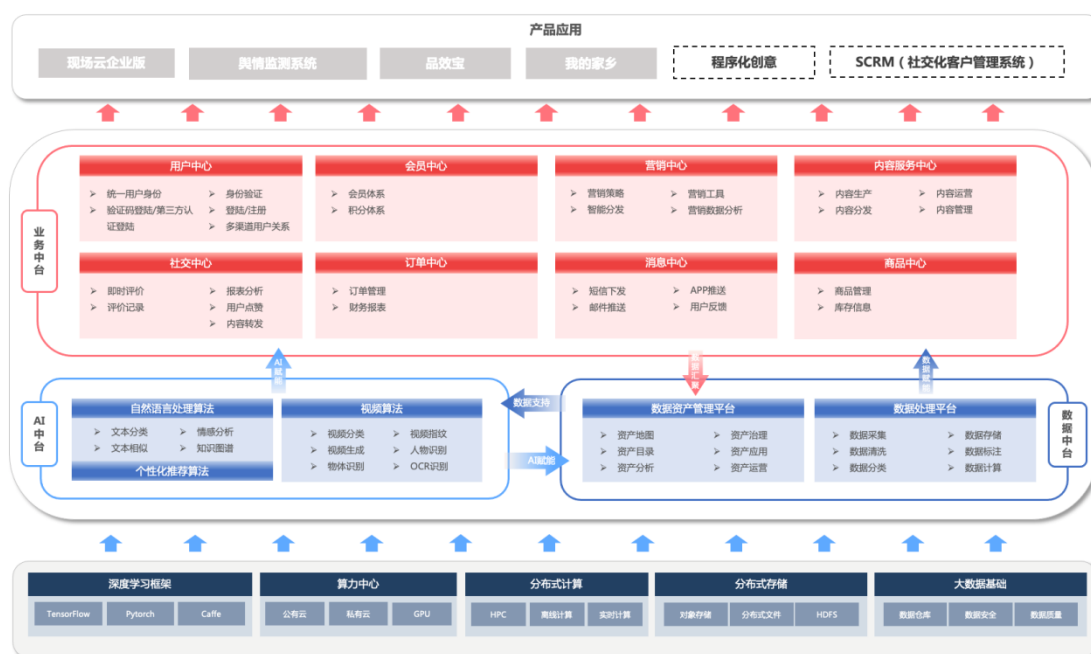 产品应用
现场云企业版
舆情监测系统
品效宝
我的家乡
程序化创意
SCRM（社交化客户管理系统）
业务中台
用户中心
统一用户身份
验证码登陆/第三方认
证登陆
身份验证
登陆/注册
多渠道用户关系
会员中心
会员体系
积分体系
营销中心
营销策略
智能分发
营销工具
营销数据分析
内容服务中心
内容生产
内容分发
内容运营
内容管理
社交中心
即时评价
评价记录
报表分析
用户点赞
内容转发
订单中心
订单管理
财务报表
消息中心
短信下发
邮件推送
APP推送
用户反馈
商品中心
商品管理
库存信息
AI赋能
数据汇聚
数据赋能
AI中台
自然语言处理算法
文本分类
文本相似
情感分析
知识图谱
个性化推荐算法
视频算法
视频分类
视频生成
物体识别
视频指纹
人物识别
OCR识别
数据支持
AI赋能
数据资产管理平台
资产地图
资产目录
资产分析
资产治理
资产应用
资产运营
数据处理平台
数据采集
数据清洗
数据分类
数据存储
数据标注
数据计算
数据中台
深度学习框架
TensorFlow
Pytorch
Caffe
算力中心
公有云
私有云
GPU
分布式计算
HPC
离线计算
实时计算
分布式存储
对象存储
分布式文件
HDFS
大数据基础
数据仓库
数据安全
数据质量